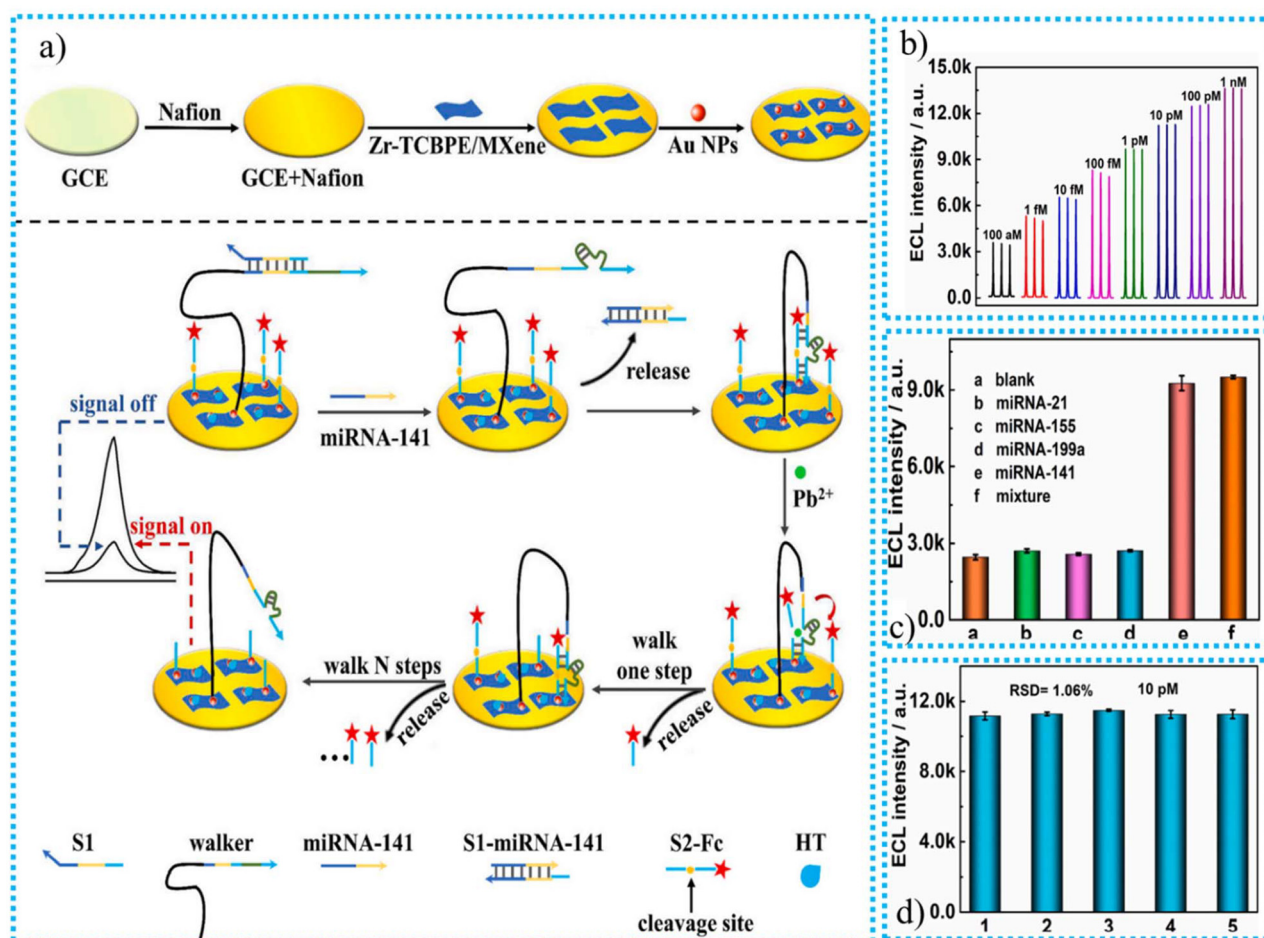 a)
Nafion
Zr-TCBPE/MXene
Au NPs
GCE
GCE+Nafion
release
signal off
miRNA-141
Pb2+
signal on
walk N steps
walk
one step
release
release
...
S1
walker
miRNA-141
S1-miRNA-141
S2-Fc
HT
cleavage site
b)
ECL intensity / a.u.
15.0k
12.0k
9.0k
6.0k
3.0k
0.0
100 aM
1 fM
10 fM
100 fM
1 pM
10 pM
100 pM
1 nM
c)
ECL intensity / a.u.
9.0k
6.0k
3.0k
0.0
a blank
b miRNA-21
c miRNA-155
d miRNA-199a
e miRNA-141
f mixture
a b c d e f
d)
ECL intensity / a.u.
12.0k
8.0k
4.0k
0.0
RSD= 1.06% 10 pM
1 2 3 4 5